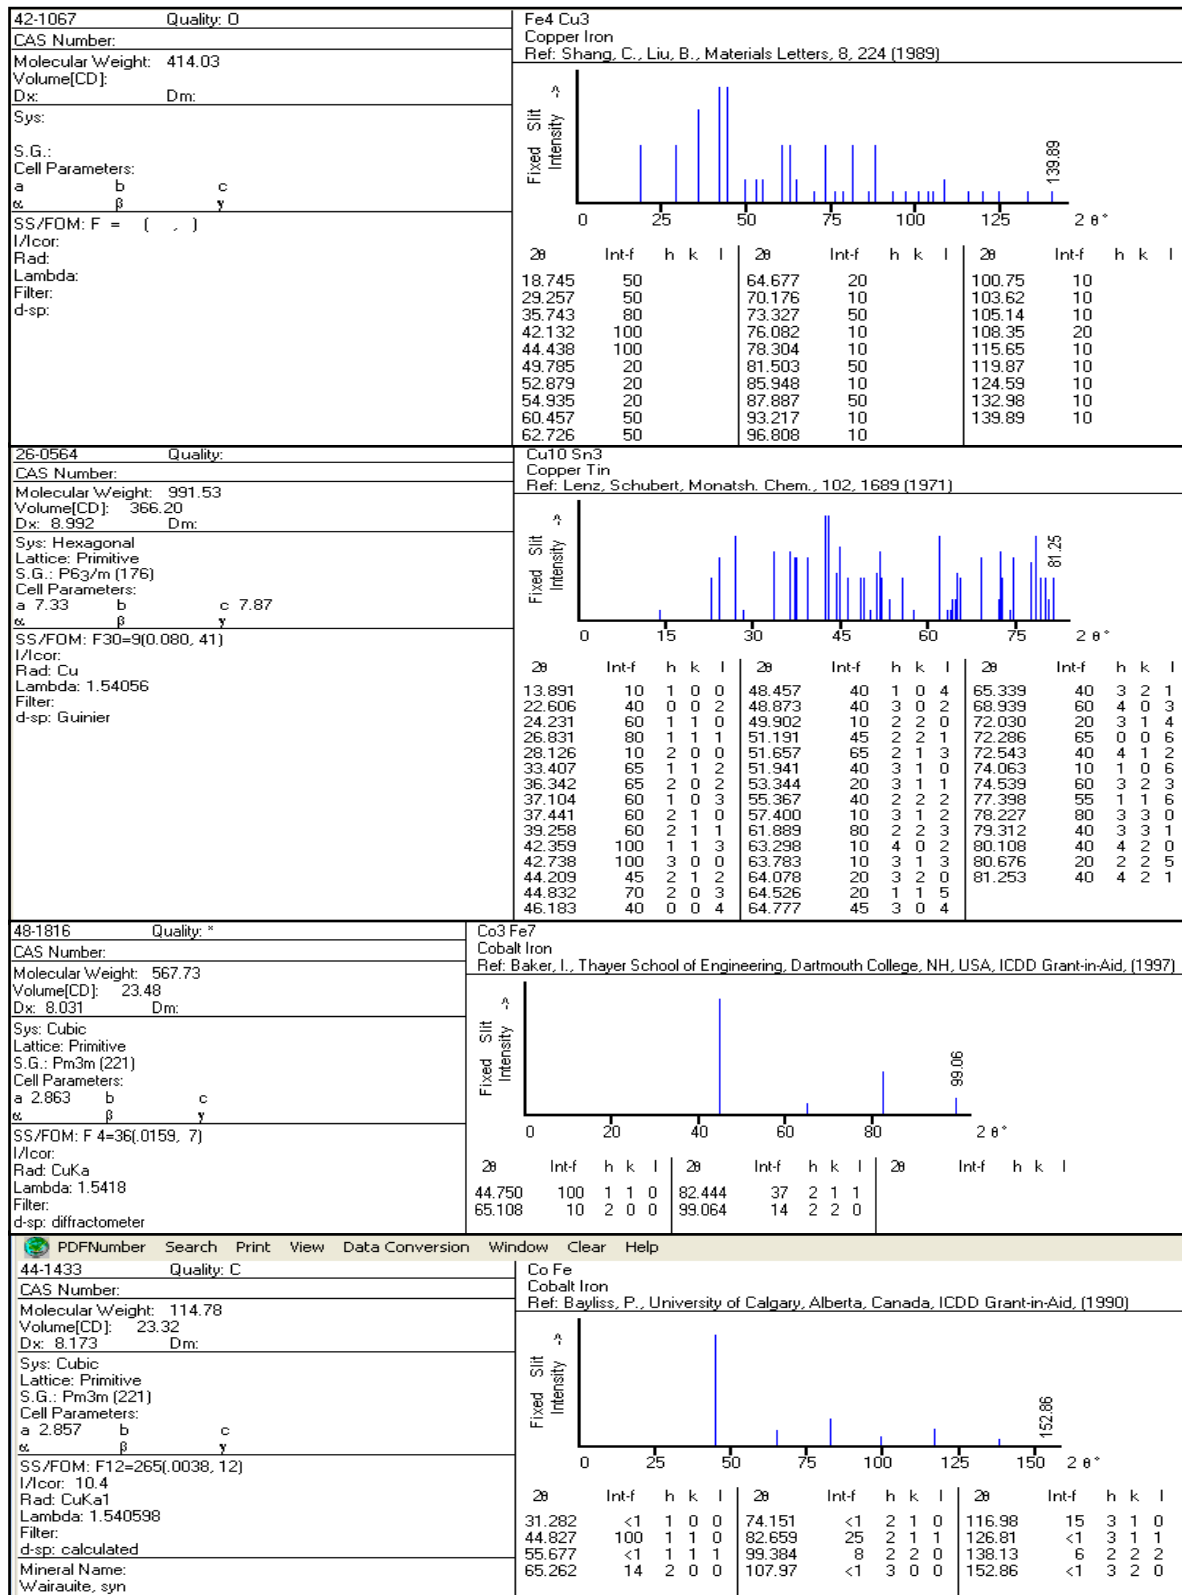 42-1067 Quality: O
CAS Number:
Molecular Weight: 414.03
Volume[CD]:
Dx: Dm:
Sys:
S.G.:
Cell Parameters:
a b c
α β γ
SS/FOM: F = ( , )
I/Icor:
Rad:
Lambda:
Filter:
d-sp:
Fe4 Cu3
Copper Iron
Ref: Shang, C., Liu, B., Materials Letters, 8, 224 (1989)
Fixed Slit
Intensity ->
139.89
0 25 50 75 100 125 2 θ°
2θ Int-f h k l 2θ Int-f h k l 2θ Int-f h k l
18.745 50 64.677 20 100.75 10
29.257 50 70.176 10 103.62 10
35.743 80 73.327 50 105.14 10
42.132 100 76.082 10 108.35 20
44.438 100 78.304 10 115.65 10
49.785 20 81.503 50 119.87 10
52.879 20 85.948 10 124.59 10
54.935 20 87.887 50 132.98 10
60.457 50 93.217 10 139.89 10
62.726 50 96.808 10
26-0564 Quality:
CAS Number:
Molecular Weight: 991.53
Volume[CD]: 366.20
Dx: 8.992 Dm:
Sys: Hexagonal
Lattice: Primitive
S.G.: P63/m (176)
Cell Parameters:
a 7.33 b c 7.87
α β γ
SS/FOM: F30=9(0.080, 41)
I/Icor:
Rad: Cu
Lambda: 1.54056
Filter:
d-sp: Guinier
Cu10 Sn3
Copper Tin
Ref: Lenz, Schubert, Monatsh. Chem., 102, 1689 (1971)
Fixed Slit
Intensity ->
81.25
0 15 30 45 60 75 2 θ°
2θ Int-f h k l 2θ Int-f h k l 2θ Int-f h k l
13.891 10 1 0 0 48.457 40 1 0 4 65.339 40 3 2 1
22.606 40 0 0 2 48.873 40 3 0 2 68.939 60 4 0 3
24.231 60 1 1 0 49.902 10 2 2 0 72.030 20 3 1 4
26.831 80 1 1 1 51.191 45 2 2 1 72.286 65 0 0 6
28.126 10 2 0 0 51.657 65 2 1 3 72.543 40 4 1 2
33.407 65 1 1 2 51.941 40 3 1 0 74.063 10 1 0 6
36.342 65 2 0 2 53.344 20 3 1 1 74.539 60 3 2 3
37.104 60 1 0 3 55.367 40 2 2 2 77.398 55 1 1 6
37.441 60 2 1 0 57.400 10 3 1 2 78.227 80 3 3 0
39.258 60 2 1 1 61.889 80 2 2 3 79.312 40 3 3 1
42.359 100 1 1 3 63.298 10 4 0 2 80.108 40 4 2 0
42.738 100 3 0 0 63.783 10 3 1 3 80.676 20 2 2 5
44.209 45 2 1 2 64.078 20 3 2 0 81.253 40 4 2 1
44.832 70 2 0 3 64.526 20 1 1 5
46.183 40 0 0 4 64.777 45 3 0 4
48-1816 Quality: *
CAS Number:
Molecular Weight: 567.73
Volume[CD]: 23.48
Dx: 8.031 Dm:
Sys: Cubic
Lattice: Primitive
S.G.: Pm3m (221)
Cell Parameters:
a 2.863 b c
α β γ
SS/FOM: F 4=36(.0159, 7)
I/Icor:
Rad: CuKa
Lambda: 1.5418
Filter:
d-sp: diffractometer
Co3 Fe7
Cobalt Iron
Ref: Baker, I., Thayer School of Engineering, Dartmouth College, NH, USA, ICDD Grant-in-Aid, (1997)
Fixed Slit
Intensity ->
99.06
0 20 40 60 80 2 θ°
2θ Int-f h k l 2θ Int-f h k l 2θ Int-f h k l
44.750 100 1 1 0 82.444 37 2 1 1
65.108 10 2 0 0 99.064 14 2 2 0
PDFNumber Search Print View Data Conversion Window Clear Help
44-1433 Quality: C
CAS Number:
Molecular Weight: 114.78
Volume[CD]: 23.32
Dx: 8.173 Dm:
Sys: Cubic
Lattice: Primitive
S.G.: Pm3m (221)
Cell Parameters:
a 2.857 b c
α β γ
SS/FOM: F12=265(.0038, 12)
I/Icor: 10.4
Rad: CuKa1
Lambda: 1.540598
Filter:
d-sp: calculated
Mineral Name:
Wairauite, syn
Co Fe
Cobalt Iron
Ref: Bayliss, P., University of Calgary, Alberta, Canada, ICDD Grant-in-Aid, (1990)
Fixed Slit
Intensity ->
152.86
0 25 50 75 100 125 150 2 θ°
2θ Int-f h k l 2θ Int-f h k l 2θ Int-f h k l
31.282 <1 1 0 0 74.151 <1 2 1 0 116.98 15 3 1 0
44.827 100 1 1 0 82.659 25 2 1 1 126.81 <1 3 1 1
55.677 <1 1 1 1 99.384 8 2 2 0 138.13 6 2 2 2
65.262 14 2 0 0 107.97 <1 3 0 0 152.86 <1 3 2 0